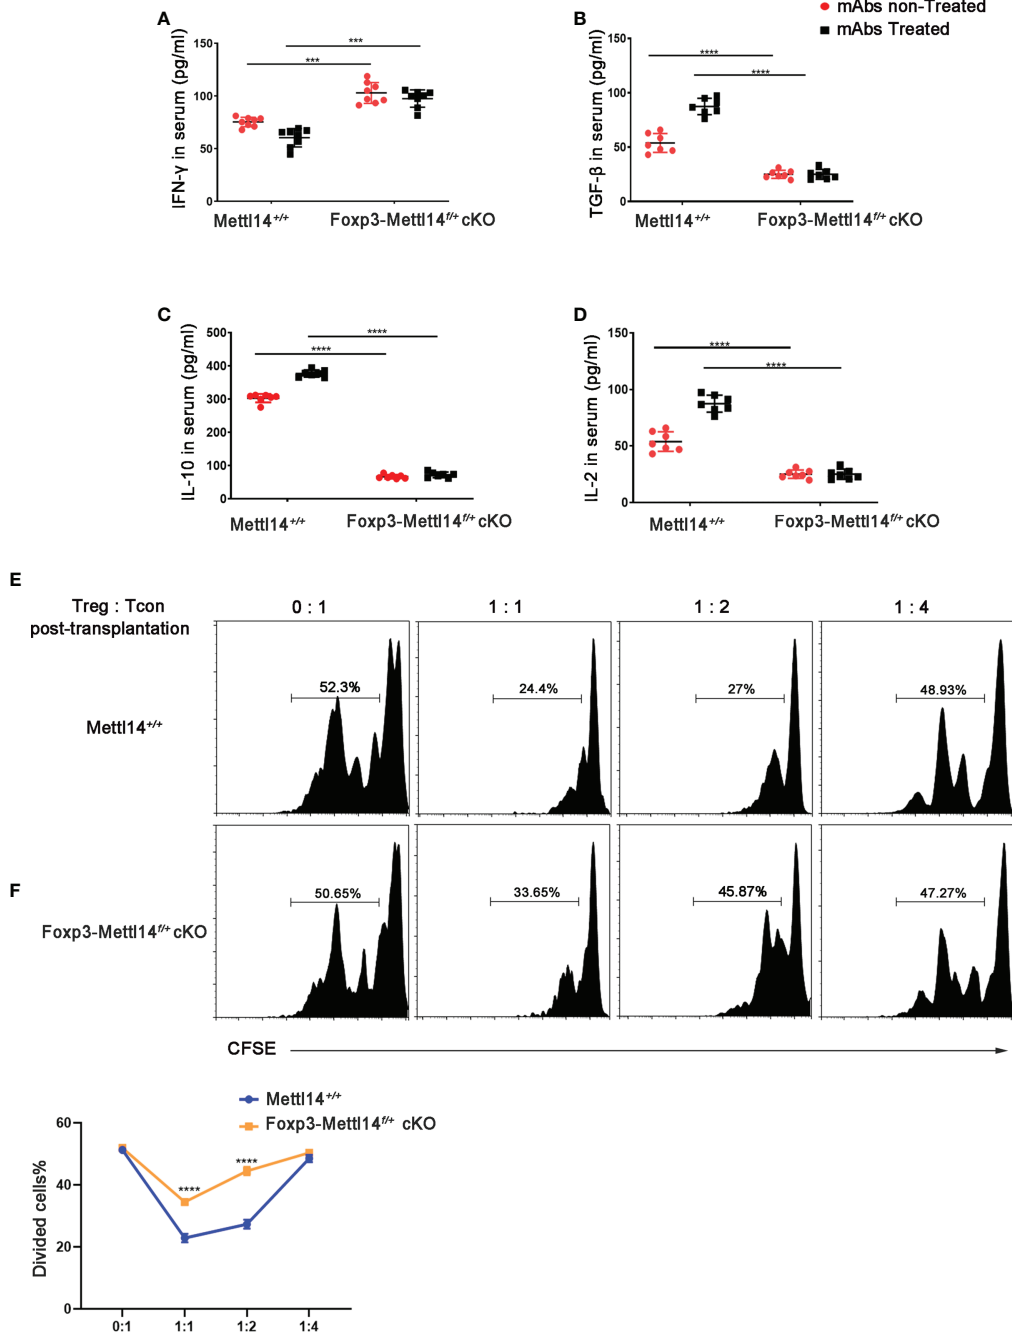 mAbs non-Treated
mAbs Treated
A
IFN-γ in serum (pg/ml)
150
100
50
0
***
***
Mettl14+/+
Foxp3-Mettl14f/+cKO
B
TGF-β in serum (pg/ml)
150
100
50
0
****
****
Mettl14+/+
Foxp3-Mettl14f/+cKO
C
IL-10 in serum (pg/ml)
500
400
300
200
100
0
****
****
Mettl14+/+
Foxp3-Mettl14f/+cKO
D
IL-2 in serum (pg/ml)
150
100
50
0
****
****
Mettl14+/+
Foxp3-Mettl14f/+cKO
E
Treg : Tcon
post-transplantation
0 : 1
1 : 1
1 : 2
1 : 4
Mettl14+/+
52.3%
24.4%
27%
48.93%
F
Foxp3-Mettl14f/+cKO
50.65%
33.65%
45.87%
47.27%
CFSE
Mettl14+/+
Foxp3-Mettl14f/+ cKO
Divided cells%
60
40
20
0
****
****
0:1
1:1
1:2
1:4